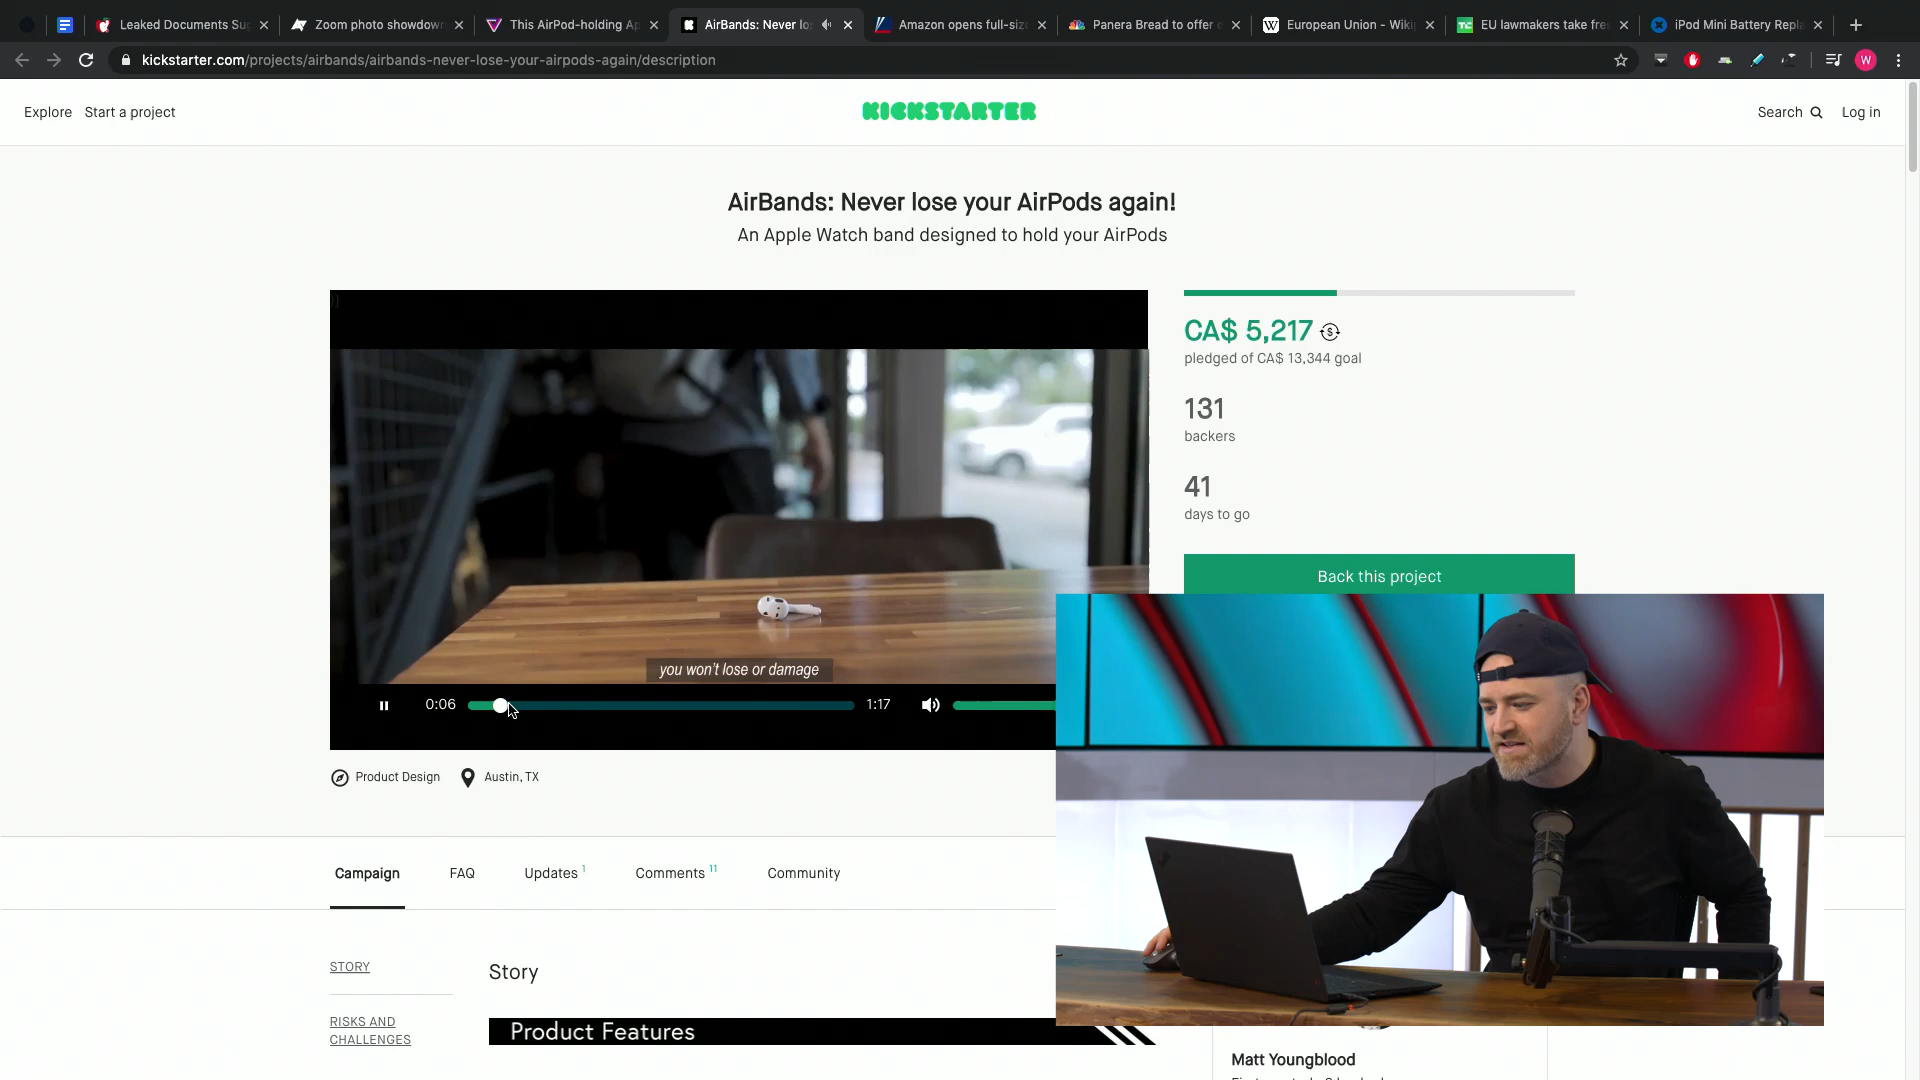 Leaked Documents Su
Zoom photo showdown
This AirPod-holding Ap
AirBands: Never lo
Amazon opens full-siz
Panera Bread to offer
European Union - Wiki
EU lawmakers take fre
iPod Mini Battery Repla
kickstarter.com/projects/airbands/airbands-never-lose-your-airpods-again/description
W
Explore
Start a project
KICKSTARTER
Search
Log in
AirBands: Never lose your AirPods again!
An Apple Watch band designed to hold your AirPods
CA$ 5,217
pledged of CA$ 13,344 goal
131
backers
41
days to go
Back this project
you won't lose or damage
0:06
1:17
Product Design
Austin, TX
Campaign
FAQ
Updates 1
Comments 11
Community
STORY
RISKS AND
CHALLENGES
Story
Product Features
Matt Youngblood